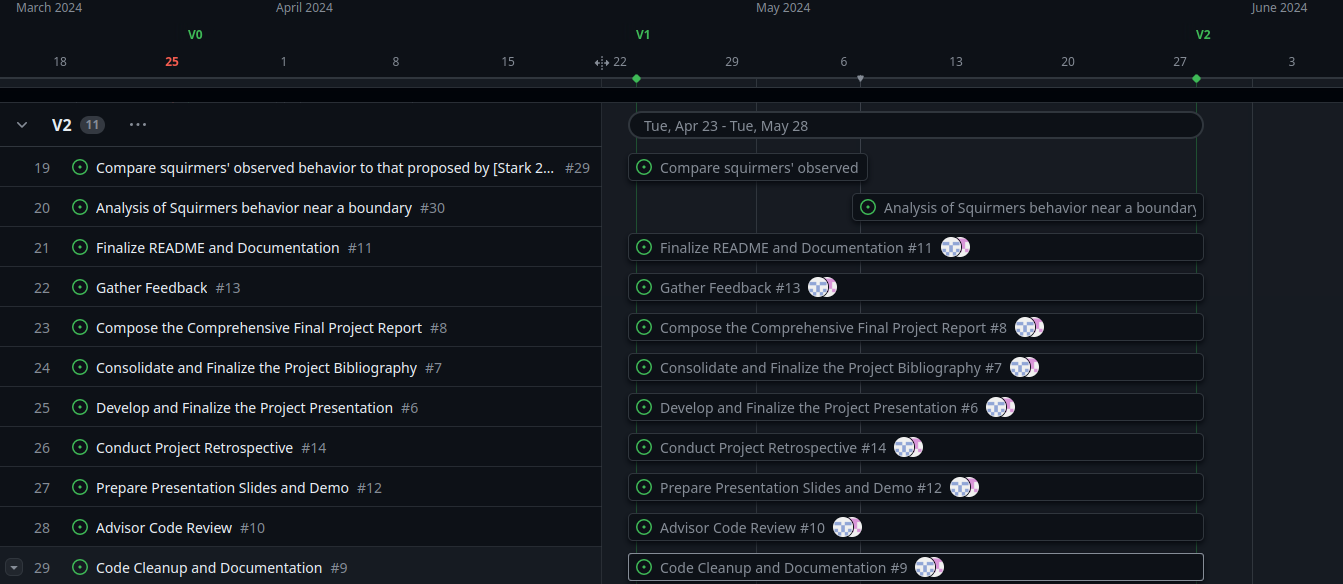 March 2024 April 2024 May 2024 June 2024
V0 V1 V2
18 25 1 8 15 22 29 6 13 20 27 3
V2 11 ... Tue, Apr 23 - Tue, May 28
19 Compare squirmers' observed behavior to that proposed by [Stark 2... #29 Compare squirmers' observed
20 Analysis of Squirmers behavior near a boundary #30 Analysis of Squirmers behavior near a boundary
21 Finalize README and Documentation #11 Finalize README and Documentation #11
22 Gather Feedback #13 Gather Feedback #13
23 Compose the Comprehensive Final Project Report #8 Compose the Comprehensive Final Project Report #8
24 Consolidate and Finalize the Project Bibliography #7 Consolidate and Finalize the Project Bibliography #7
25 Develop and Finalize the Project Presentation #6 Develop and Finalize the Project Presentation #6
26 Conduct Project Retrospective #14 Conduct Project Retrospective #14
27 Prepare Presentation Slides and Demo #12 Prepare Presentation Slides and Demo #12
28 Advisor Code Review #10 Advisor Code Review #10
29 Code Cleanup and Documentation #9 Code Cleanup and Documentation #9